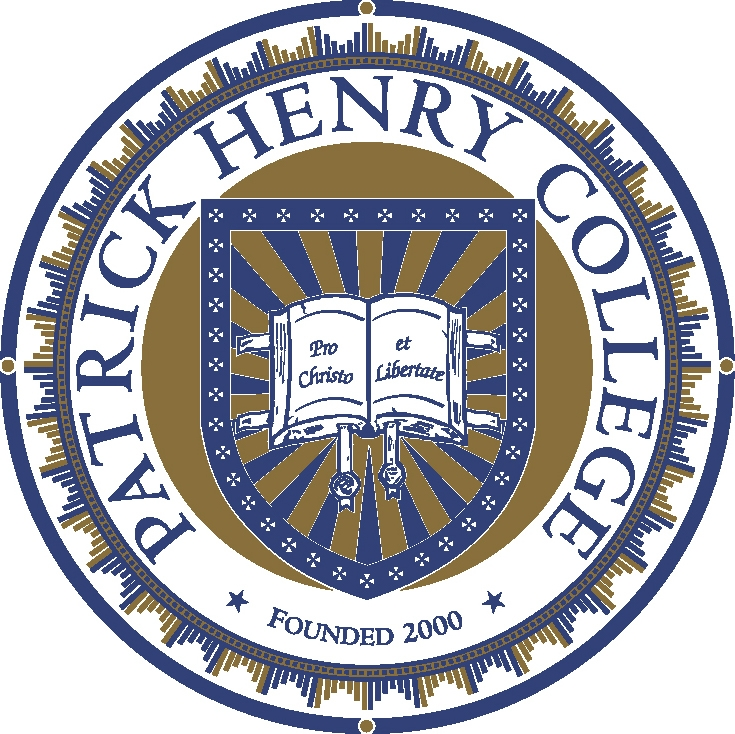 PATRICK HENRY COLLEGE
Pro
Christo
et
Libertate
FOUNDED 2000